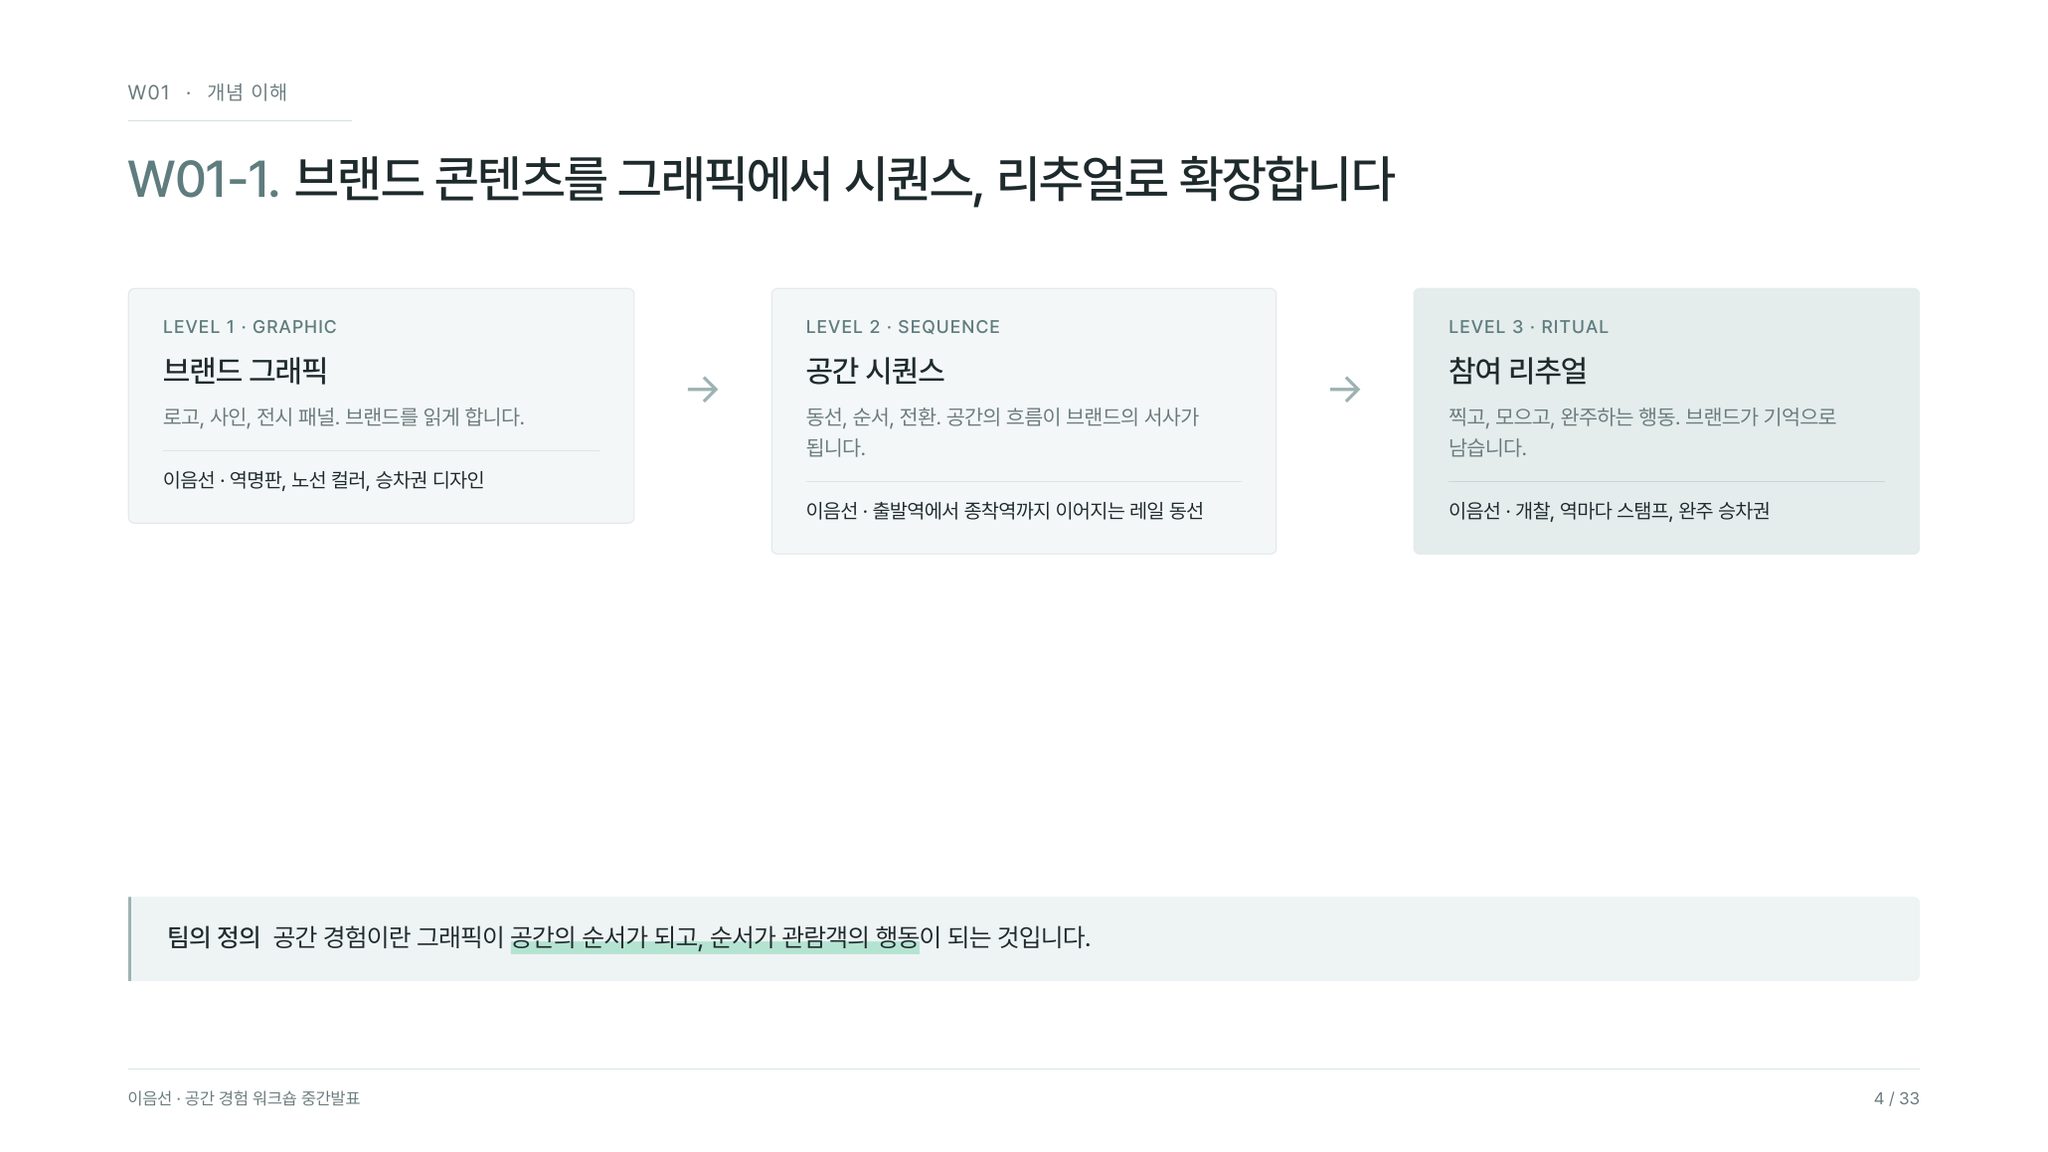 W01 · 개념 이해
W01-1. 브랜드 콘텐츠를 그래픽에서 시퀀스, 리추얼로 확장합니다
LEVEL 1 · GRAPHIC
브랜드 그래픽
로고, 사인, 전시 패널. 브랜드를 읽게 합니다.
이음선 · 역명판, 노선 컬러, 승차권 디자인
→
LEVEL 2 · SEQUENCE
공간 시퀀스
동선, 순서, 전환. 공간의 흐름이 브랜드의 서사가
됩니다.
이음선 · 출발역에서 종착역까지 이어지는 레일 동선
→
LEVEL 3 · RITUAL
참여 리추얼
찍고, 모으고, 완주하는 행동. 브랜드가 기억으로
남습니다.
이음선 · 개찰, 역마다 스탬프, 완주 승차권
팀의 정의 공간 경험이란 그래픽이 공간의 순서가 되고, 순서가 관람객의 행동이 되는 것입니다.
이음선 · 공간 경험 워크숍 중간발표
4 / 33